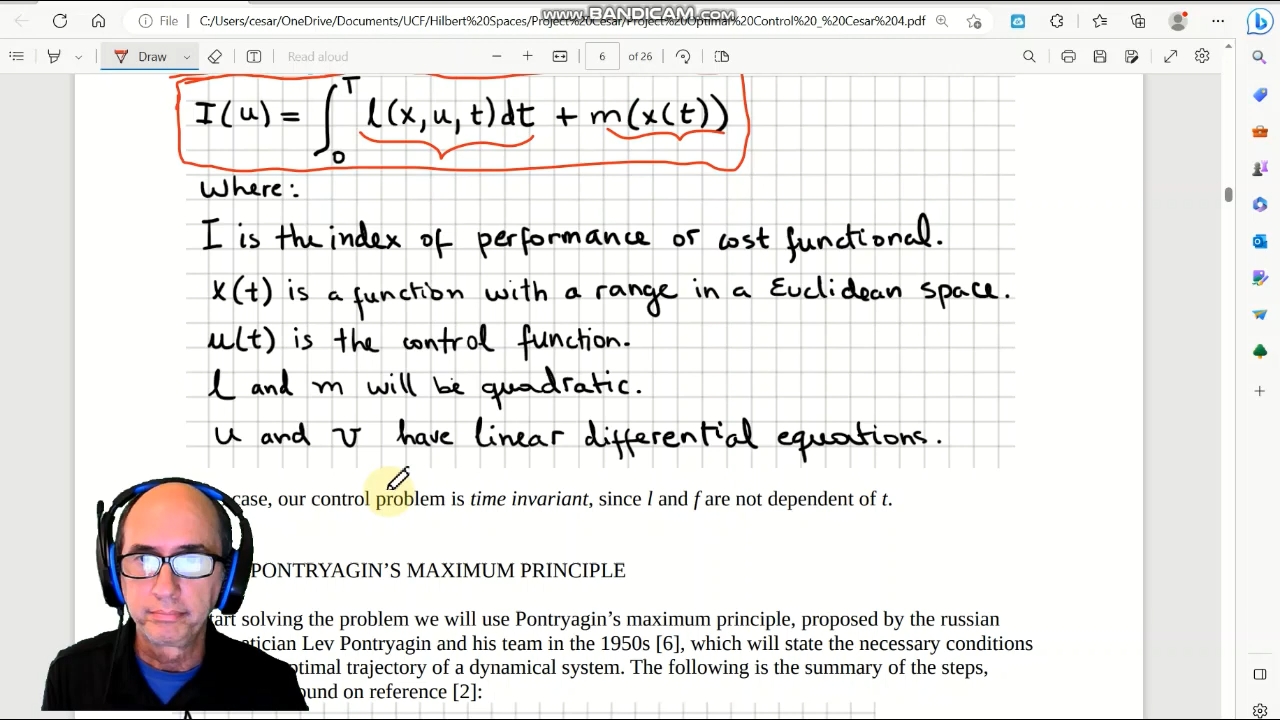 www.BANDICAM.com
File
C:/Users/cesar/OneDrive/Documents/UCF/Hilbert%20Spaces/Project%20Cesar/Project%20Optimal%20Control%20_%20Cesar%204.pdf
Draw
Read aloud
6 of 26
I(u) = ∫₀ᵀ l(x, u, t)dt + m(x(t))
Where:
I is the index of performance or cost functional.
x(t) is a function with a range in a Euclidean space.
u(t) is the control function.
l and m will be quadratic.
u and v have linear differential equations.
case, our control problem is time invariant, since l and f are not dependent of t.
PONTRYAGIN'S MAXIMUM PRINCIPLE
solving the problem we will use Pontryagin's maximum principle, proposed by the russian
Lev Pontryagin and his team in the 1950s [6], which will state the necessary conditions
trajectory of a dynamical system. The following is the summary of the steps,
on reference [2]: